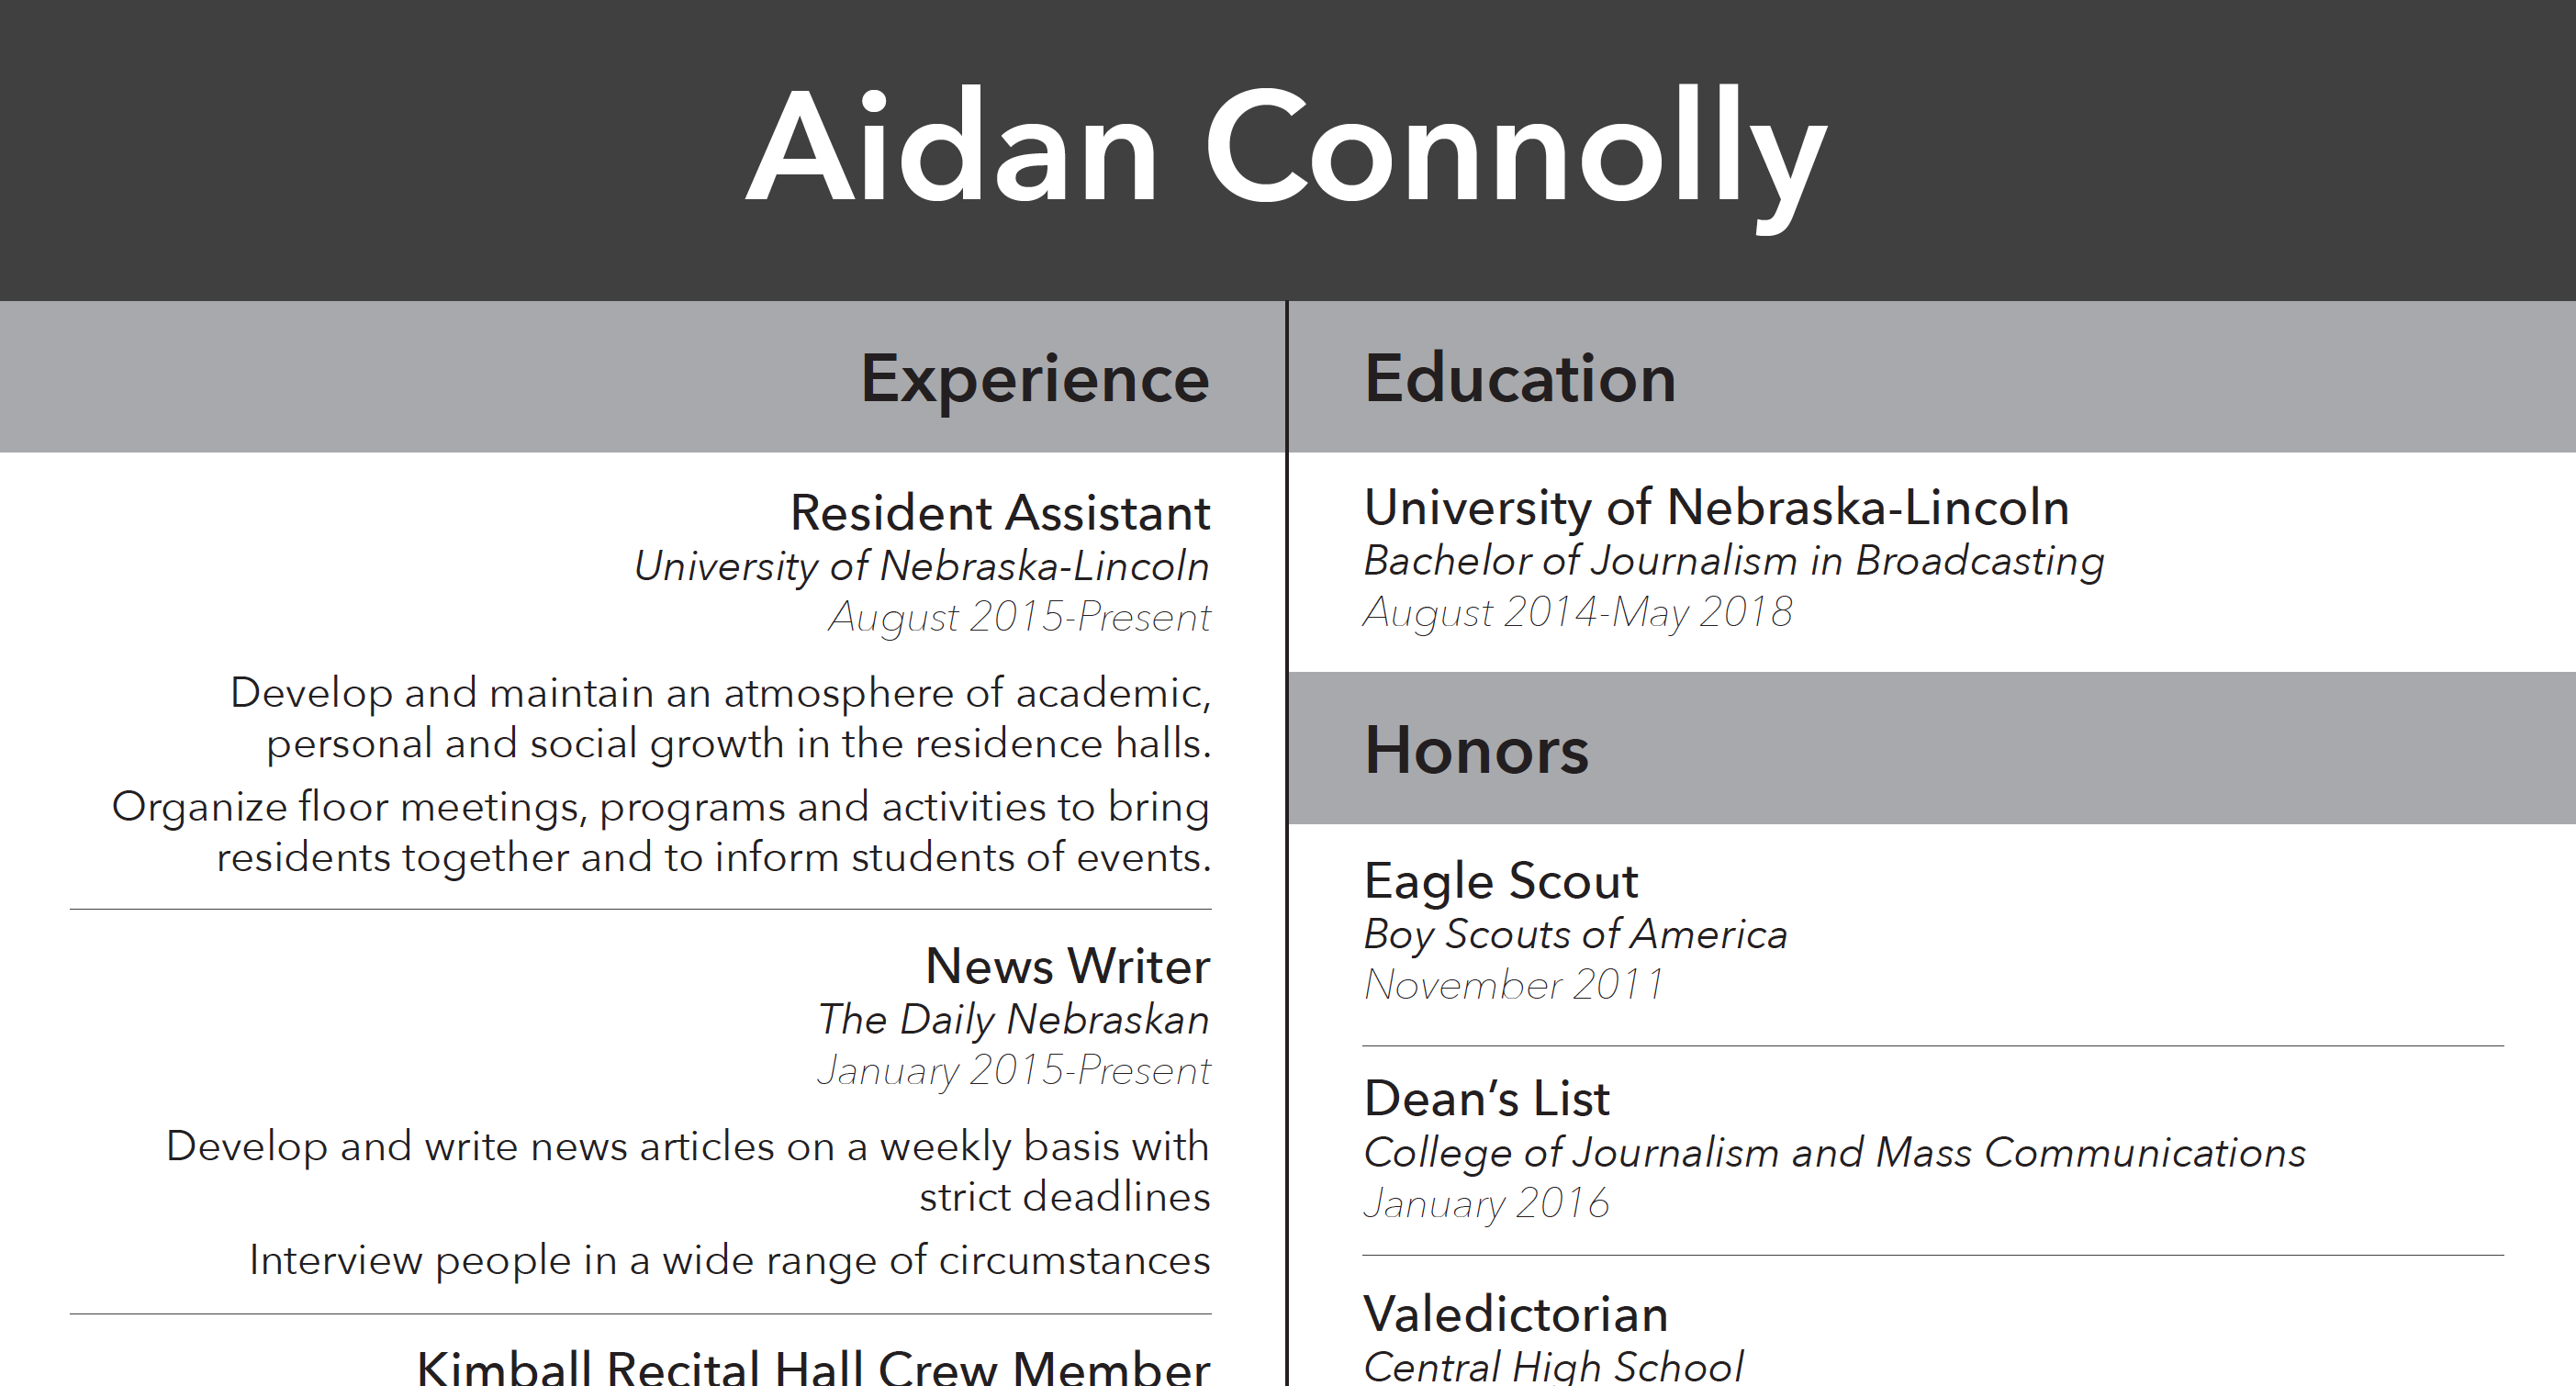 Aidan Connolly
Experience
Resident Assistant
University of Nebraska-Lincoln
August 2015-Present
Develop and maintain an atmosphere of academic,
personal and social growth in the residence halls.
Organize floor meetings, programs and activities to bring
residents together and to inform students of events.
News Writer
The Daily Nebraskan
January 2015-Present
Develop and write news articles on a weekly basis with
strict deadlines
Interview people in a wide range of circumstances
Kimball Recital Hall Crew Member
Education
University of Nebraska-Lincoln
Bachelor of Journalism in Broadcasting
August 2014-May 2018
Honors
Eagle Scout
Boy Scouts of America
November 2011
Dean’s List
College of Journalism and Mass Communications
January 2016
Valedictorian
Central High School